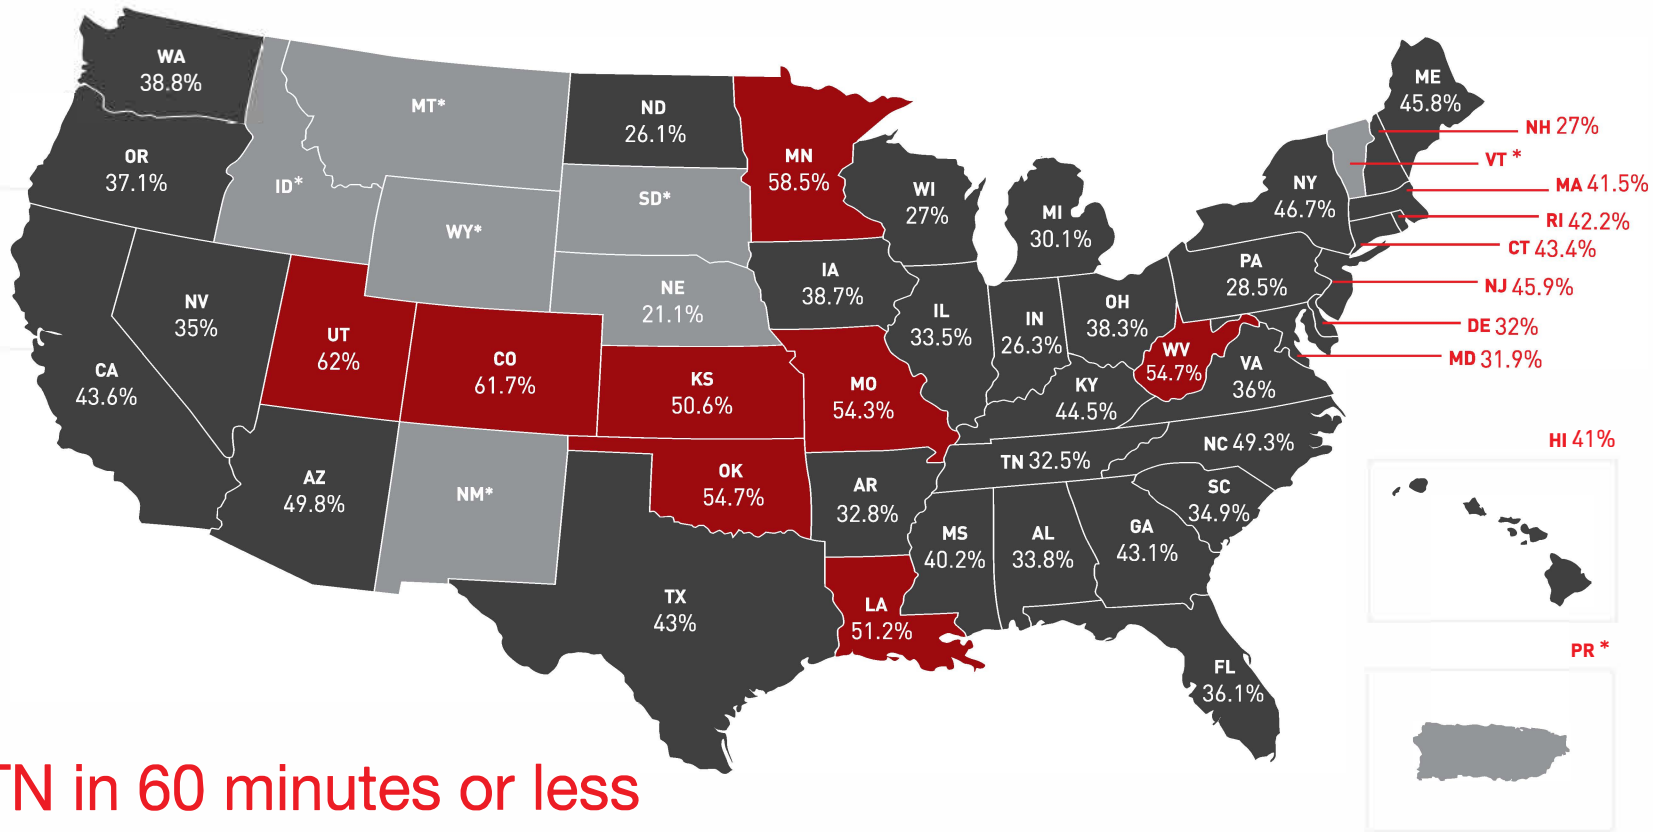 WA
38.8%
OR
37.1%
CA
43.6%
NV
35%
ID*
MT*
WY*
UT
62%
CO
61.7%
AZ
49.8%
NM*
ND
26.1%
SD*
NE
21.1%
KS
50.6%
OK
54.7%
TX
43%
MN
58.5%
IA
38.7%
MO
54.3%
AR
32.8%
LA
51.2%
WI
27%
IL
33.5%
MI
30.1%
IN
26.3%
OH
38.3%
KY
44.5%
TN 32.5%
MS
40.2%
AL
33.8%
GA
43.1%
FL
36.1%
SC
34.9%
NC 49.3%
VA
36%
WV
54.7%
PA
28.5%
NY
46.7%
ME
45.8%
NH 27%
VT *
MA 41.5%
RI 42.2%
CT 43.4%
NJ 45.9%
DE 32%
MD 31.9%
HI 41%
PR *
TN in 60 minutes or less